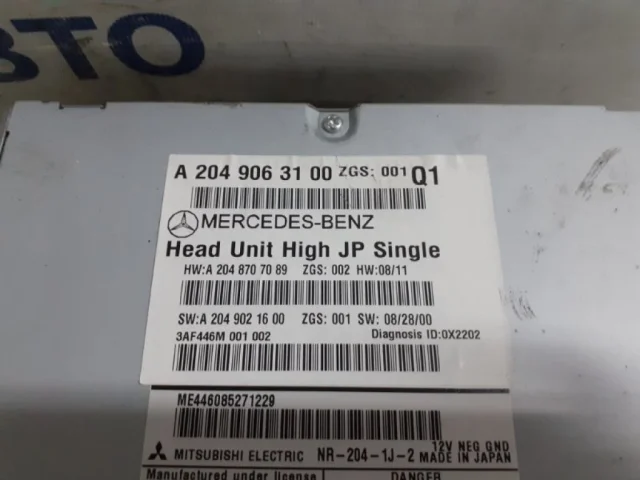 ВТО
A 204 906 31 00 ZGS: 001 Q1
MERCEDES-BENZ
Head Unit High JP Single
HW:A 204 870 70 89 ZGS: 002 HW:08/11
SW:A 204 902 16 00 ZGS: 001 SW: 08/28/00
3AF446M 001 002 Diagnosis ID:0X2202
ME446085271229
12V NEG GND
MITSUBISHI ELECTRIC NR-204-1J-2 MADE IN JAPAN
Manufactured under license DANGER